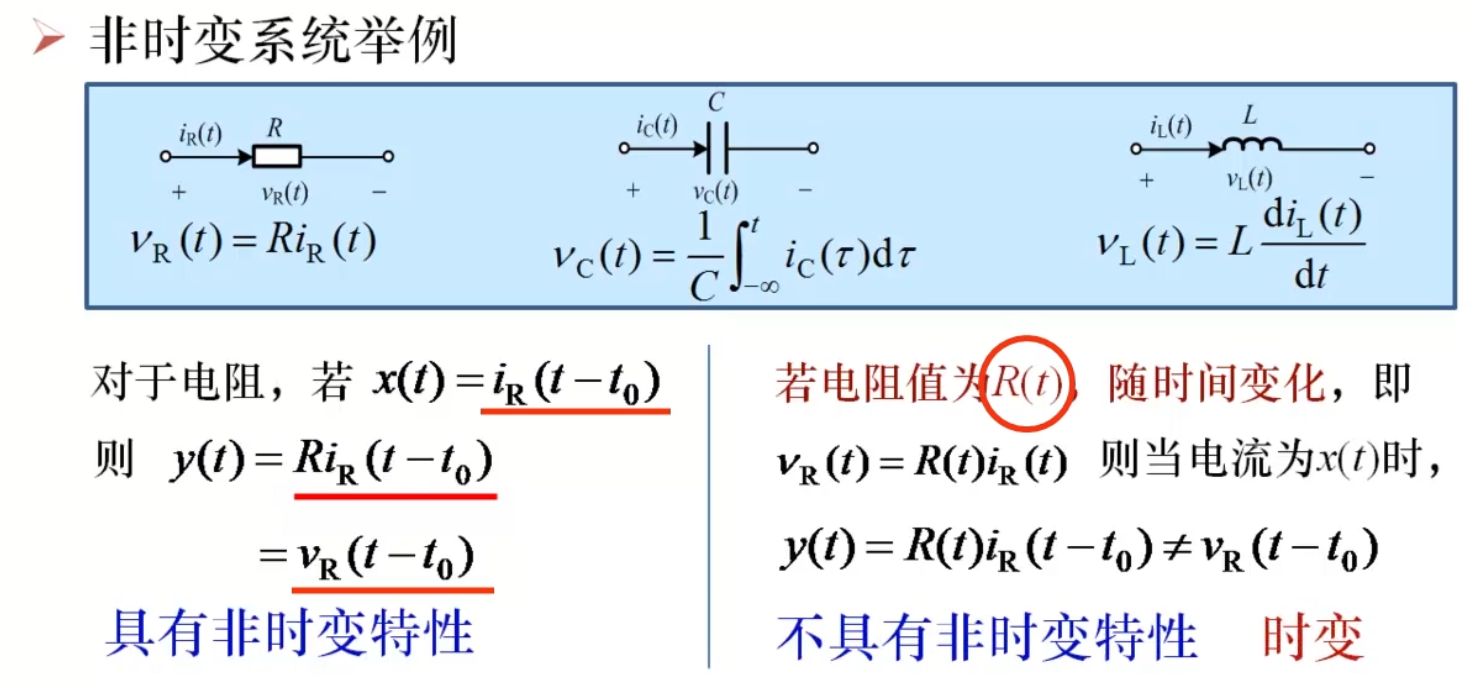 ➢ 非时变系统举例
i_R(t) R
+ v_R(t) −
v_R(t) = Ri_R(t)
C
i_C(t)
+ v_C(t) −
v_C(t) = \frac{1}{C}\int_{-∞}^{t} i_C(τ)dτ
i_L(t) L
+ v_L(t) −
v_L(t) = L\frac{di_L(t)}{dt}
对于电阻，若 x(t) = i_R(t − t_0)
则 y(t) = Ri_R(t − t_0)
= v_R(t − t_0)
具有非时变特性
若电阻值为R(t)，随时间变化，即
v_R(t) = R(t)i_R(t) 则当电流为x(t)时，
y(t) = R(t)i_R(t − t_0) ≠ v_R(t − t_0)
不具有非时变特性 时变